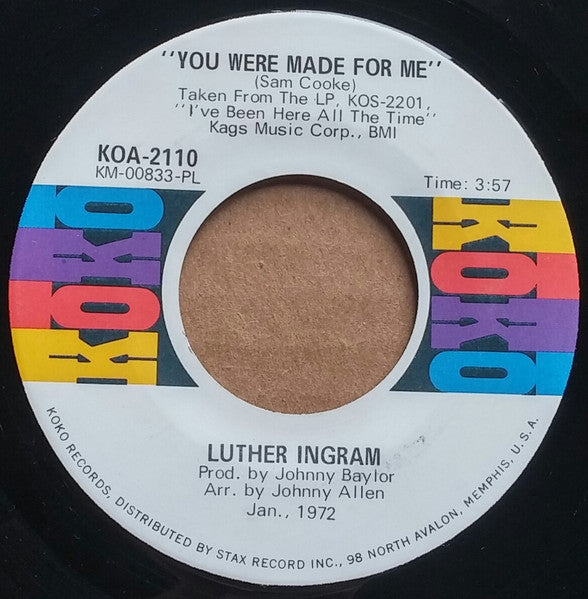 "YOU WERE MADE FOR ME"
(Sam Cooke)
Taken From The LP, KOS-2201,
"I've Been Here All The Time"
Kags Music Corp., BMI
KOA-2110
KM-00833-PL
Time: 3:57
KOKO
KOKO
LUTHER INGRAM
Prod. by Johnny Baylor
Arr. by Johnny Allen
Jan., 1972
KOKO RECORDS, DISTRIBUTED BY STAX RECORD INC., 98 NORTH AVALON, MEMPHIS, U.S.A.